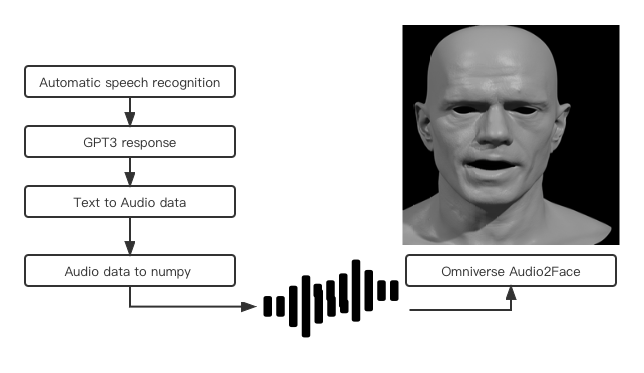 Automatic speech recognition
GPT3 response
Text to Audio data
Audio data to numpy
Omniverse Audio2Face